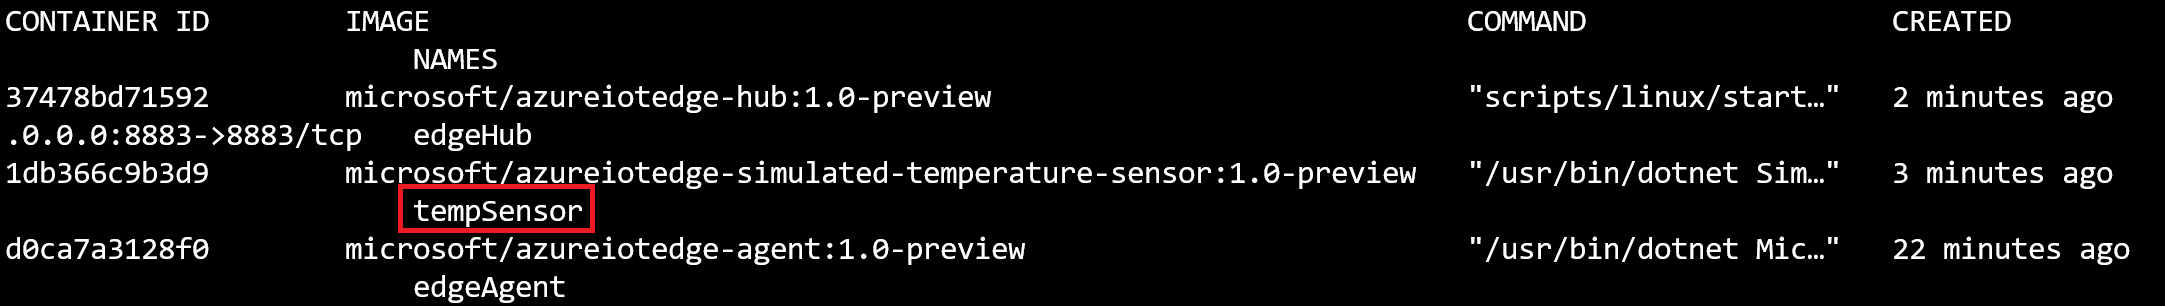 CONTAINER ID        IMAGE                                                              COMMAND                  CREATED
                        NAMES
37478bd71592        microsoft/azureiotedge-hub:1.0-preview                            "scripts/linux/start…"   2 minutes ago
.0.0.0:8883->8883/tcp   edgeHub
1db366c9b3d9        microsoft/azureiotedge-simulated-temperature-sensor:1.0-preview   "/usr/bin/dotnet Sim…"   3 minutes ago
                        tempSensor
d0ca7a3128f0        microsoft/azureiotedge-agent:1.0-preview                          "/usr/bin/dotnet Mic…"   22 minutes ago
                        edgeAgent